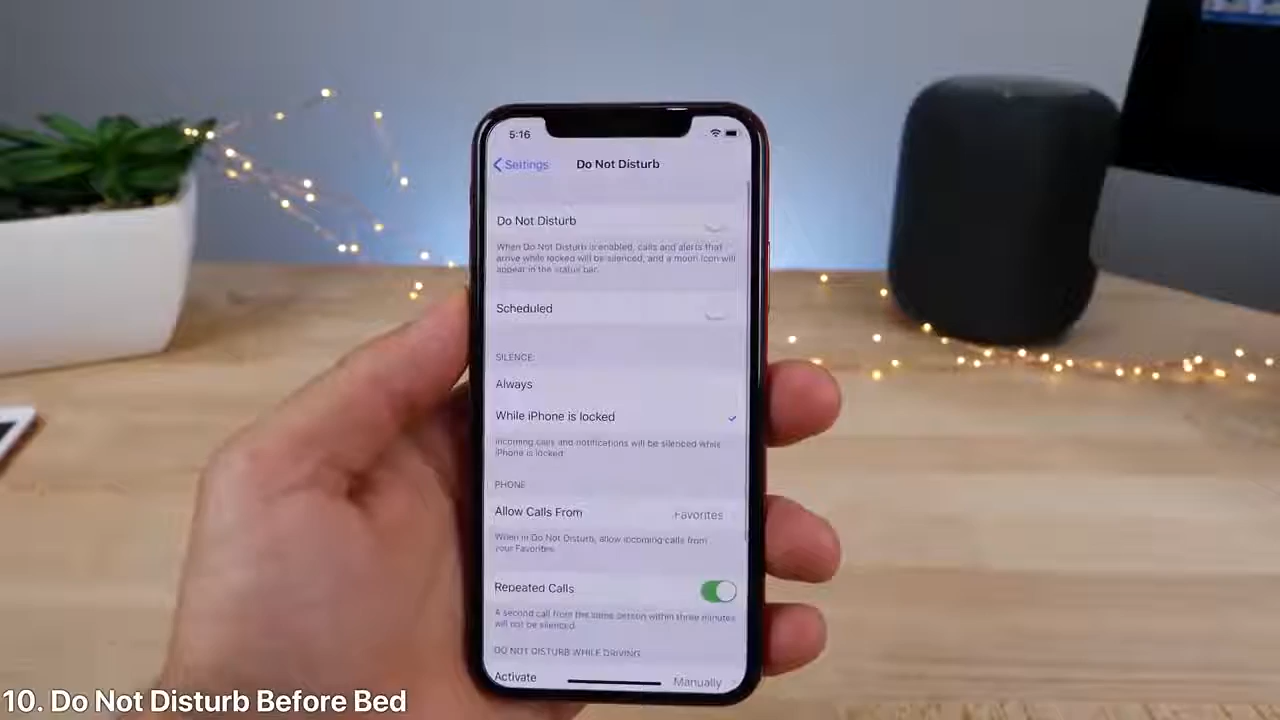 5:16
Settings
Do Not Disturb
Do Not Disturb
When Do Not Disturb is enabled, calls and alerts that
arrive while locked will be silenced, and a moon icon will
appear in the status bar.
Scheduled
SILENCE:
Always
While iPhone is locked
Incoming calls and notifications will be silenced while
iPhone is locked.
PHONE
Allow Calls From
Favorites
When in Do Not Disturb, allow incoming calls from
your Favorites.
Repeated Calls
A second call from the same person within three minutes
will not be silenced.
DO NOT DISTURB WHILE DRIVING:
Activate
Manually
10. Do Not Disturb Before Bed